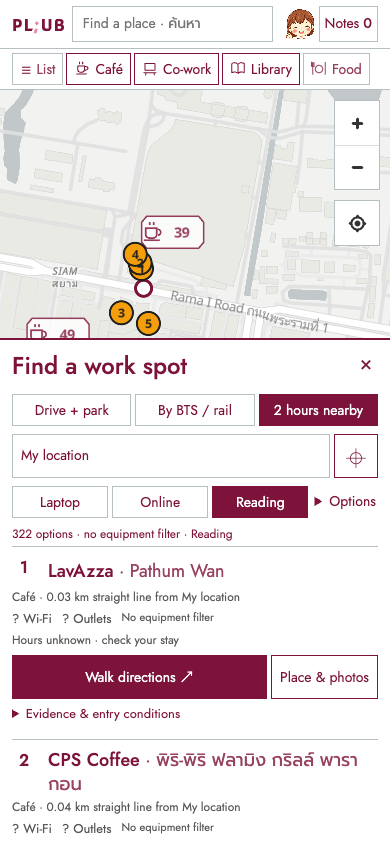 PL;UB
Find a place · ค้นหา
Notes 0
≡ List
Café
Co-work
Library
Food
+
−
39
4
1
SIAM
สยาม
Rama I Road ถนนพระรามที่ 1
3
5
49
Find a work spot ×
Drive + park
By BTS / rail
2 hours nearby
My location
Laptop
Online
Reading
▶ Options
322 options · no equipment filter · Reading
1 LavAzza · Pathum Wan
Café · 0.03 km straight line from My location
? Wi-Fi ? Outlets No equipment filter
Hours unknown · check your stay
Walk directions ↗
Place & photos
▶ Evidence & entry conditions
2 CPS Coffee · พิริ-พิริ ฟลามิง กริลล์ พารา
กอน
Café · 0.04 km straight line from My location
? Wi-Fi ? Outlets No equipment filter